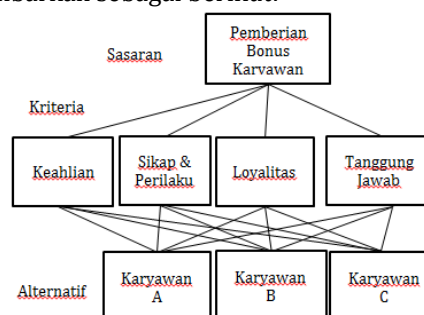 Pemberian
Bonus
Karyawan
Sasaran
Kriteria
Keahlian
Sikap &
Perilaku
Loyalitas
Tanggung
Jawab
Alternatif
Karyawan
A
Karyawan
B
Karyawan
C